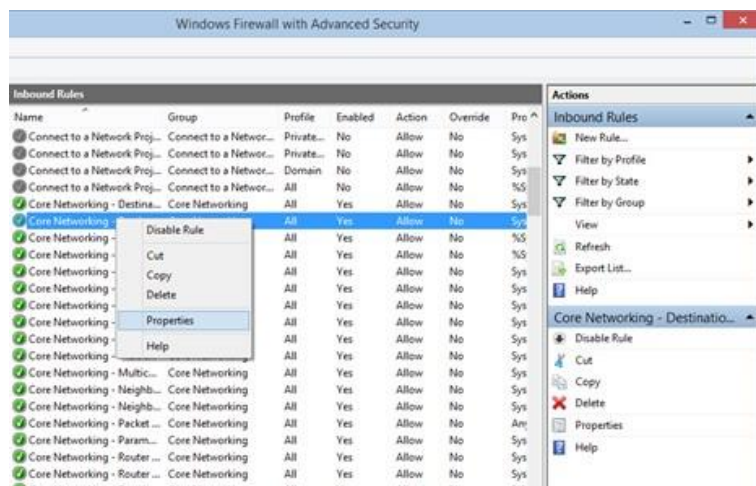 Windows Firewall with Advanced Security
Inbound Rules
Name Group Profile Enabled Action Override Pro
Connect to a Network Proj... Connect to a Networ... Private... No Allow No Sys
Connect to a Network Proj... Connect to a Networ... Private... No Allow No Sys
Connect to a Network Proj... Connect to a Networ... Domain No Allow No Sys
Connect to a Network Proj... Connect to a Networ... All No Allow No %S
Core Networking - Destina... Core Networking All Yes Allow No Sys
Core Networking - All Yes Allow No Sys
Core Networking - All Yes Allow No %S
Core Networking - All Yes Allow No %S
Core Networking - All Yes Allow No Sys
Core Networking - All Yes Allow No Sys
Core Networking - All Yes Allow No Sys
Core Networking - All Yes Allow No Sys
Core Networking - All Yes Allow No Sys
Core Networking - All Yes Allow No Sys
Core Networking - Multic... Core Networking All Yes Allow No Sys
Core Networking - Neighb... Core Networking All Yes Allow No Sys
Core Networking - Neighb... Core Networking All Yes Allow No Sys
Core Networking - Packet ... Core Networking All Yes Allow No Any
Core Networking - Param... Core Networking All Yes Allow No Sys
Core Networking - Router ... Core Networking All Yes Allow No Sys
Core Networking - Router ... Core Networking All Yes Allow No Sys
Disable Rule
Cut
Copy
Delete
Properties
Help
Actions
Inbound Rules
New Rule...
Filter by Profile
Filter by State
Filter by Group
View
Refresh
Export List...
Help
Core Networking - Destinatio...
Disable Rule
Cut
Copy
Delete
Properties
Help